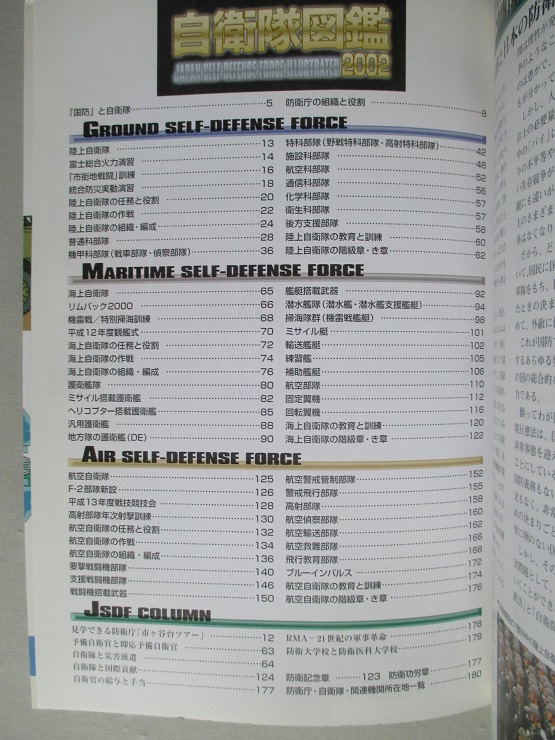 自衛隊図鑑
JAPAN SELF-DEFENSE-FORCE ILLUSTRATED 2002
「国防」と自衛隊 5
防衛庁の組織と役割 8
GROUND SELF-DEFENSE FORCE
陸上自衛隊 13
富士総合火力演習 14
「市街地戦闘」訓練 16
統合防災実動演習 18
陸上自衛隊の任務と役割 20
陸上自衛隊の作戦 22
陸上自衛隊の組織・編成 24
普通科部隊 28
機甲科部隊(戦車部隊・偵察部隊) 36
特科部隊(野戦特科部隊・高射特科部隊) 42
施設科部隊 48
航空科部隊 52
通信科部隊 56
化学科部隊 57
衛生科部隊 57
後方支援部隊 58
陸上自衛隊の教育と訓練 60
陸上自衛隊の階級章・き章 62
MARITIME SELF-DEFENSE FORCE
海上自衛隊 65
リムパック2000 66
機雷戦/特別掃海訓練 68
平成12年度観艦式 70
海上自衛隊の任務と役割 72
海上自衛隊の作戦 74
海上自衛隊の組織・編成 76
護衛艦隊 80
ミサイル搭載護衛艦 82
ヘリコプター搭載護衛艦 85
汎用護衛艦 88
地方隊の護衛艦(DE) 90
艦艇搭載武器 92
潜水艦隊(潜水艦・潜水艦支援艦艇) 94
掃海隊群(機雷戦艦艇) 98
ミサイル艇 101
輸送艦艇 102
練習艦 105
補助艦艇 106
航空部隊 110
固定翼機 112
回転翼機 116
海上自衛隊の教育と訓練 120
海上自衛隊の階級章・き章 122
AIR SELF-DEFENSE FORCE
航空自衛隊 125
F-2部隊新設 126
平成13年度戦技競技会 128
高射部隊年次射撃訓練 130
航空自衛隊の任務と役割 132
航空自衛隊の作戦 134
航空自衛隊の組織・編成 136
要撃戦闘機部隊 140
支援戦闘機部隊 146
戦闘機搭載武器 150
航空警戒管制部隊 152
警戒飛行部隊 155
高射部隊 158
航空偵察部隊 160
航空輸送部隊 162
航空救難部隊 166
飛行教育部隊 168
ブルーインパルス 172
航空自衛隊の教育と訓練 174
航空自衛隊の階級章・き章 176
JSDF COLUMN
見学できる防衛庁「市ヶ谷台ツアー」 12
予備自衛官と即応予備自衛官 63
自衛隊と災害派遣 64
自衛隊と国際貢献 124
自衛官の給与と手当 177
RMA-21世紀の軍事革命 178
防衛大学校と防衛医科大学校 179
防衛記念章 123 防衛功労章 177
防衛庁・自衛隊・関連機関所在地一覧 180